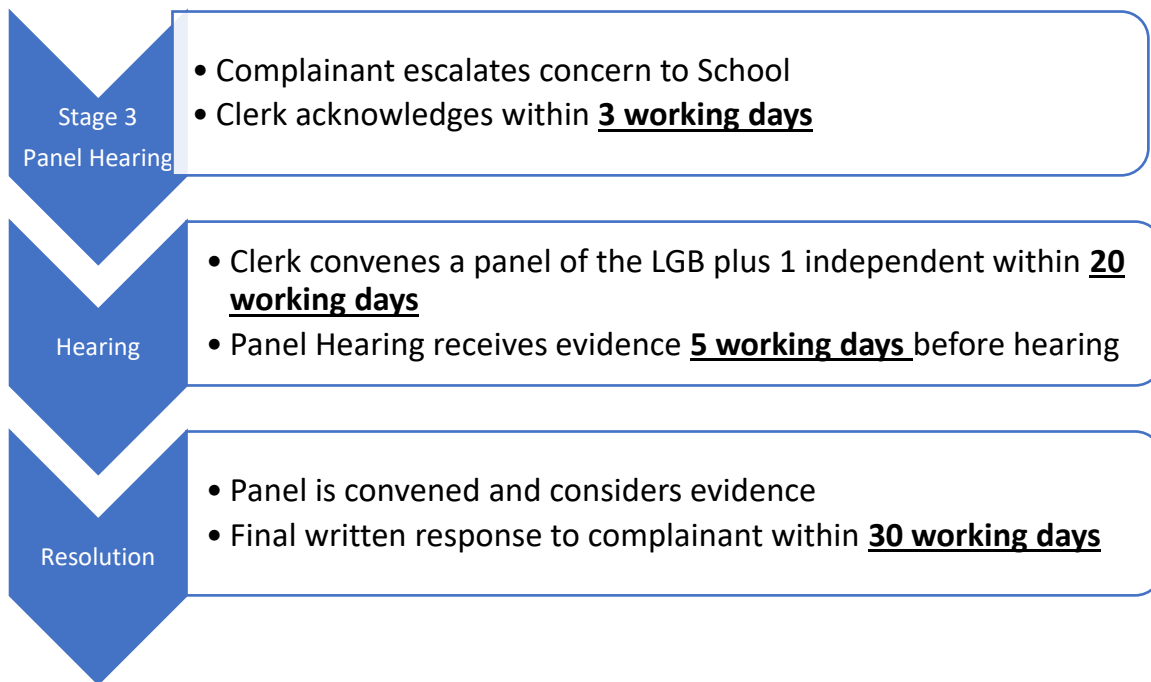 Stage 3
Panel Hearing
• Complainant escalates concern to School
• Clerk acknowledges within 3 working days
Hearing
• Clerk convenes a panel of the LGB plus 1 independent within 20
working days
• Panel Hearing receives evidence 5 working days before hearing
Resolution
• Panel is convened and considers evidence
• Final written response to complainant within 30 working days